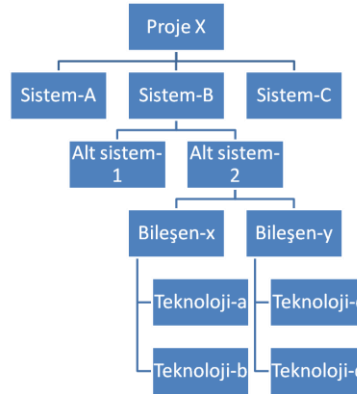 Proje X
Sistem-A
Sistem-B
Sistem-C
Alt sistem-
1
Alt sistem-
2
Bileşen-x
Bileşen-y
Teknoloji-a
Teknoloji-b